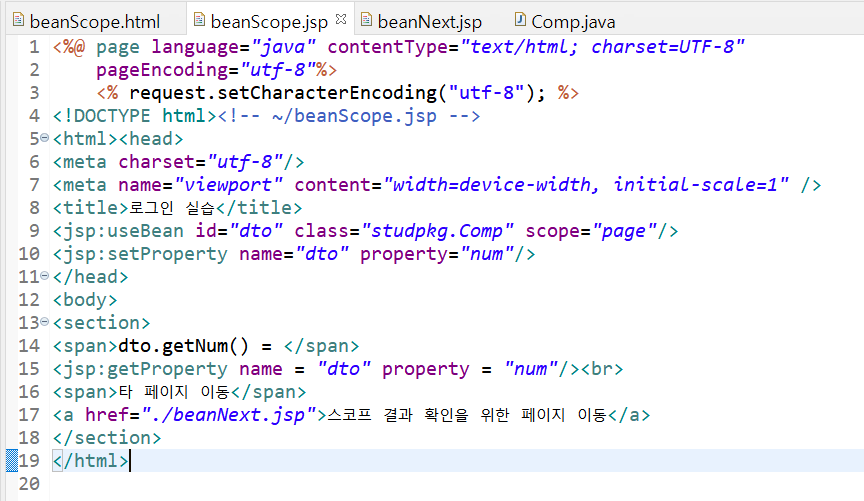 beanScope.html beanScope.jsp beanNext.jsp Comp.java
1 <%@ page language="java" contentType="text/html; charset=UTF-8"
2     pageEncoding="utf-8"%>
3     <% request.setCharacterEncoding("utf-8"); %>
4 <!DOCTYPE html><!-- ~/beanScope.jsp -->
5 <html><head>
6 <meta charset="utf-8"/>
7 <meta name="viewport" content="width=device-width, initial-scale=1" />
8 <title>로그인 실습</title>
9 <jsp:useBean id="dto" class="studpkg.Comp" scope="page"/>
10 <jsp:setProperty name="dto" property="num"/>
11 </head>
12 <body>
13 <section>
14 <span>dto.getNum() = </span>
15 <jsp:getProperty name = "dto" property = "num"/><br>
16 <span>타 페이지 이동</span>
17 <a href="./beanNext.jsp">스코프 결과 확인을 위한 페이지 이동</a>
18 </section>
19 </html>
20